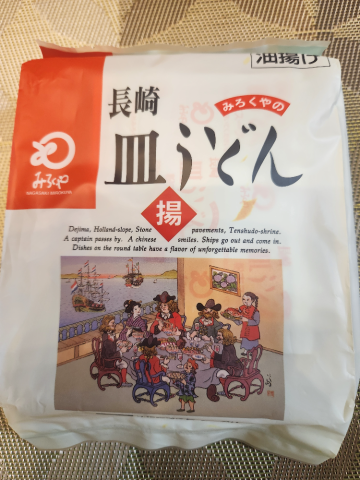 油揚げ
みろくやの
長崎
皿うどん
揚
みろくや
Dejima, Holland-slope, Stone pavements, Tenshudo-shrine.
A captain passes by. A chinese smiles. Ships go out and come in.
Dishes on the round table have a flavor of unforgettable memories.